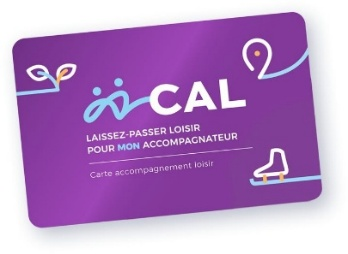 CAL
LAISSEZ-PASSER LOISIR
POUR MON ACCOMPAGNATEUR
Carte accompagnement loisir